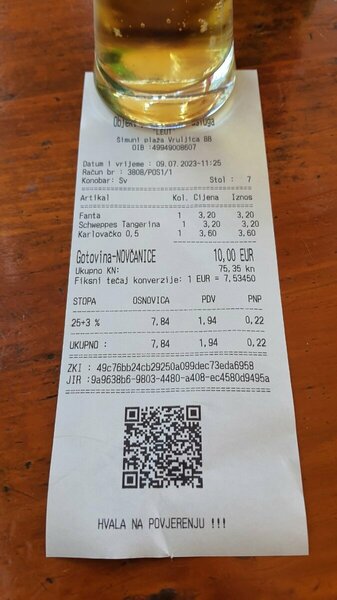 "LEUT"
Šimuni plaža Vruljica BB
OIB :49949008607
Datum i vrijeme : 09.07.2023-11:25
Račun br : 3808/POS1/1
Konobar: Sv Stol : 7
Artikal Kol. Cijena Iznos
Fanta 1 3,20 3,20
Schweppes Tangerina 1 3,20 3,20
Karlovačko 0,5 1 3,60 3,60
Gotovina-NOVČANICE 10,00 EUR
Ukupno KN: 75,35 kn
Fiksni tečaj konverzije: 1 EUR = 7,53450
STOPA OSNOVICA PDV PNP
25+3 % 7,84 1,94 0,22
UKUPNO : 7,84 1,94 0,22
ZKI : 49c76bb24cb29250a099dec73eda6958
JIR :9a9638b6-9803-4480-a408-ec4580d9495a
HVALA NA POVJERENJU !!!